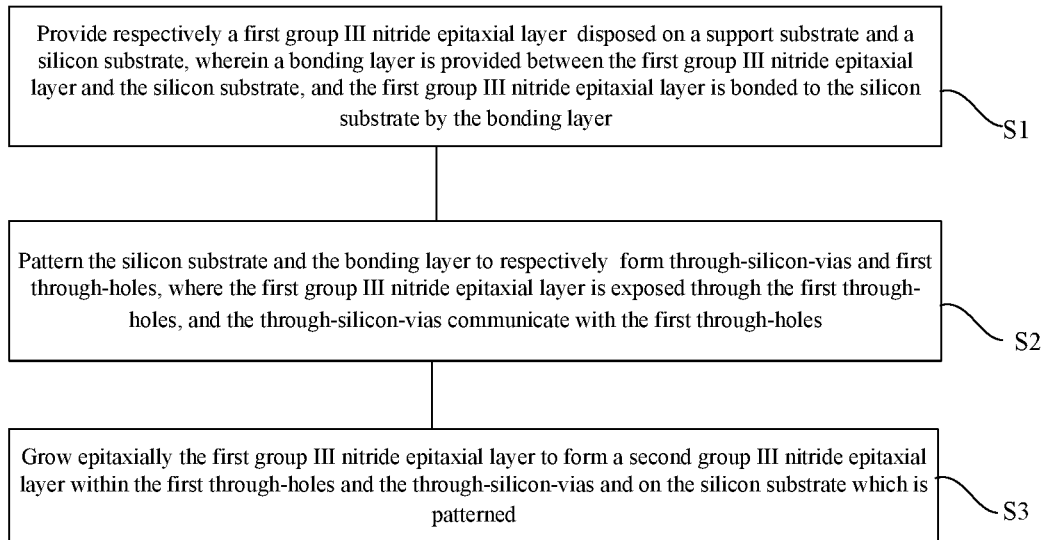 Provide respectively a first group III nitride epitaxial layer disposed on a support substrate and a
silicon substrate, wherein a bonding layer is provided between the first group III nitride epitaxial
layer and the silicon substrate, and the first group III nitride epitaxial layer is bonded to the silicon
substrate by the bonding layer
S1
Pattern the silicon substrate and the bonding layer to respectively form through-silicon-vias and first
through-holes, where the first group III nitride epitaxial layer is exposed through the first through-
holes, and the through-silicon-vias communicate with the first through-holes
S2
Grow epitaxially the first group III nitride epitaxial layer to form a second group III nitride epitaxial
layer within the first through-holes and the through-silicon-vias and on the silicon substrate which is
patterned
S3